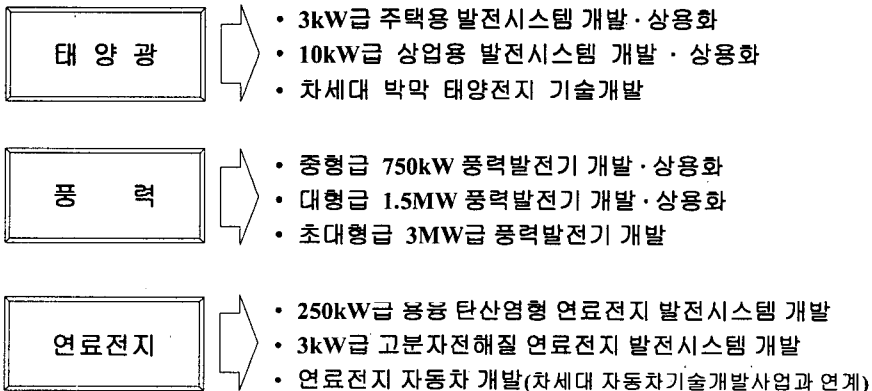 태 양 광
• 3kW급 주택용 발전시스템 개발 · 상용화
• 10kW급 상업용 발전시스템 개발 · 상용화
• 차세대 박막 태양전지 기술개발
풍 력
• 중형급 750kW 풍력발전기 개발 · 상용화
• 대형급 1.5MW 풍력발전기 개발 · 상용화
• 초대형급 3MW급 풍력발전기 개발
연료전지
• 250kW급 용융 탄산염형 연료전지 발전시스템 개발
• 3kW급 고분자전해질 연료전지 발전시스템 개발
• 연료전지 자동차 개발(차세대 자동차기술개발사업과 연계)